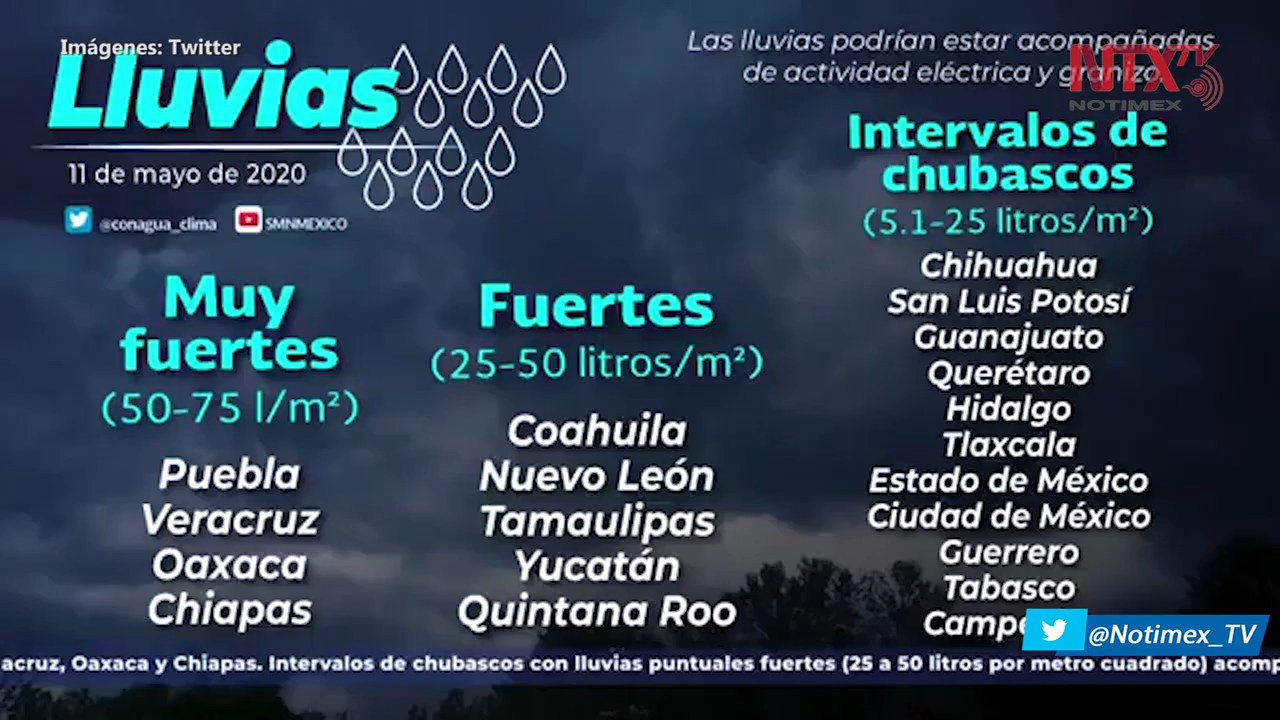 Imágenes: Twitter
Lluvias
11 de mayo de 2020
@conagua_clima
SMNMEXICO
Las lluvias podrían estar acompañadas
de actividad eléctrica y granizo.
NTXTV
NOTIMEX
Muy
fuertes
(50-75 l/m²)
Puebla
Veracruz
Oaxaca
Chiapas
Fuertes
(25-50 litros/m²)
Coahuila
Nuevo León
Tamaulipas
Yucatán
Quintana Roo
Intervalos de
chubascos
(5.1-25 litros/m²)
Chihuahua
San Luis Potosí
Guanajuato
Querétaro
Hidalgo
Tlaxcala
Estado de México
Ciudad de México
Guerrero
Tabasco
Campe
@Notimex_TV
acruz, Oaxaca y Chiapas. Intervalos de chubascos con lluvias puntuales fuertes (25 a 50 litros por metro cuadrado) acomp